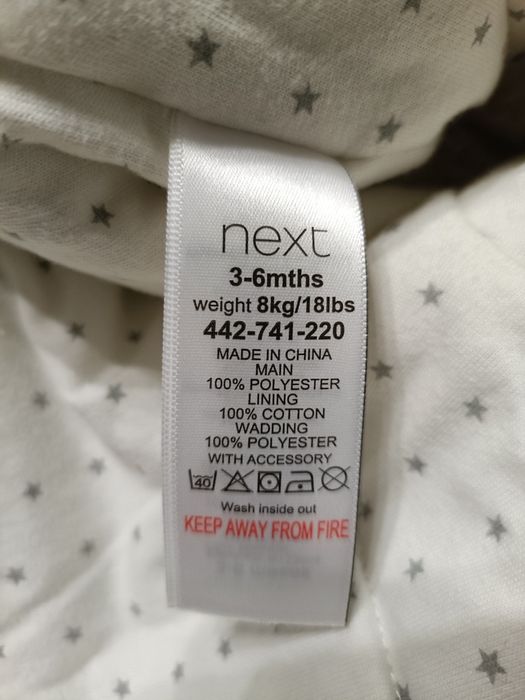 next
3-6mths
weight 8kg/18lbs
442-741-220
MADE IN CHINA
MAIN
100% POLYESTER
LINING
100% COTTON
WADDING
100% POLYESTER
WITH ACCESSORY
40
Wash inside out
KEEP AWAY FROM FIRE